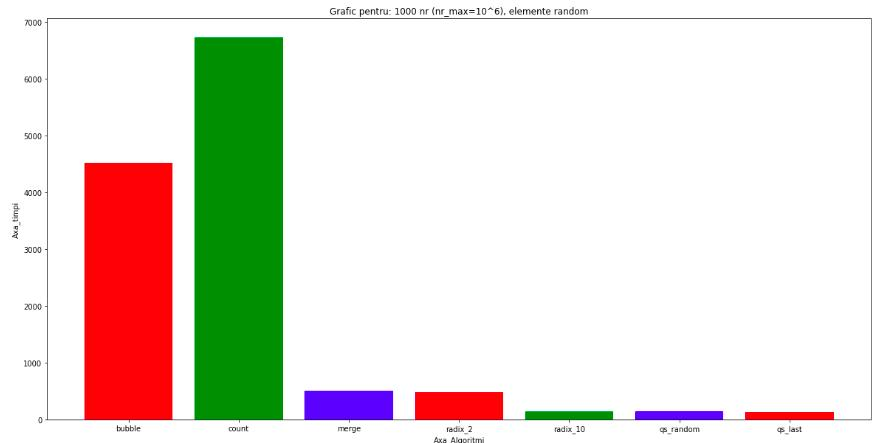 Grafic pentru: 1000 nr (nr_max=10^6), elemente random
7000
6000
5000
4000
3000
2000
1000
0
Axa_timpi
bubble count merge radix_2 radix_10 qs_random qs_last
Axa_Algoritmi